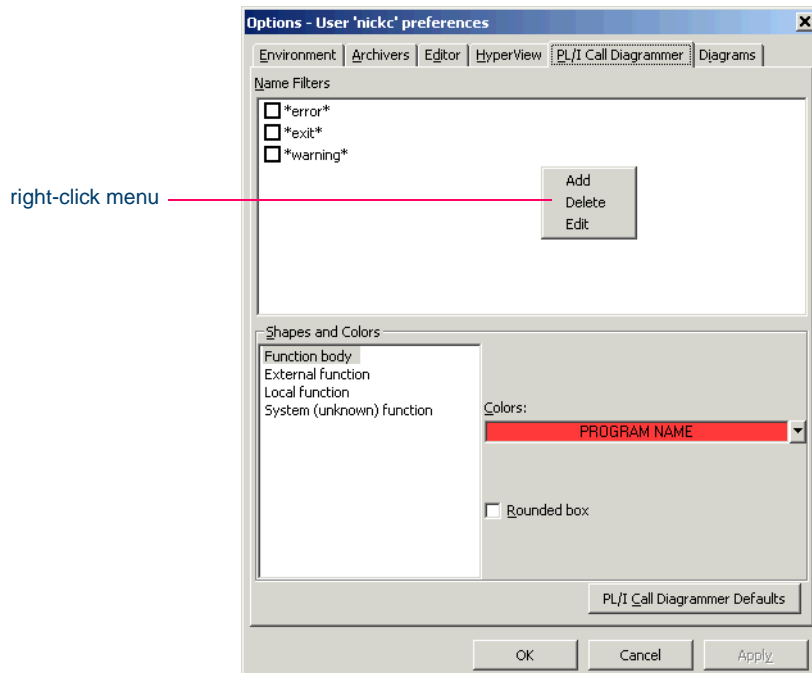 Options - User 'nickc' preferences
Environment Archivers Editor HyperView PL/I Call Diagrammer Diagrams
Name Filters
*error*
*exit*
*warning*
Add
right-click menu
Delete
Edit
Shapes and Colors
Function body
External function
Local function
System (unknown) function
Colors:
PROGRAM NAME
Rounded box
PL/I Call Diagrammer Defaults
OK Cancel Apply